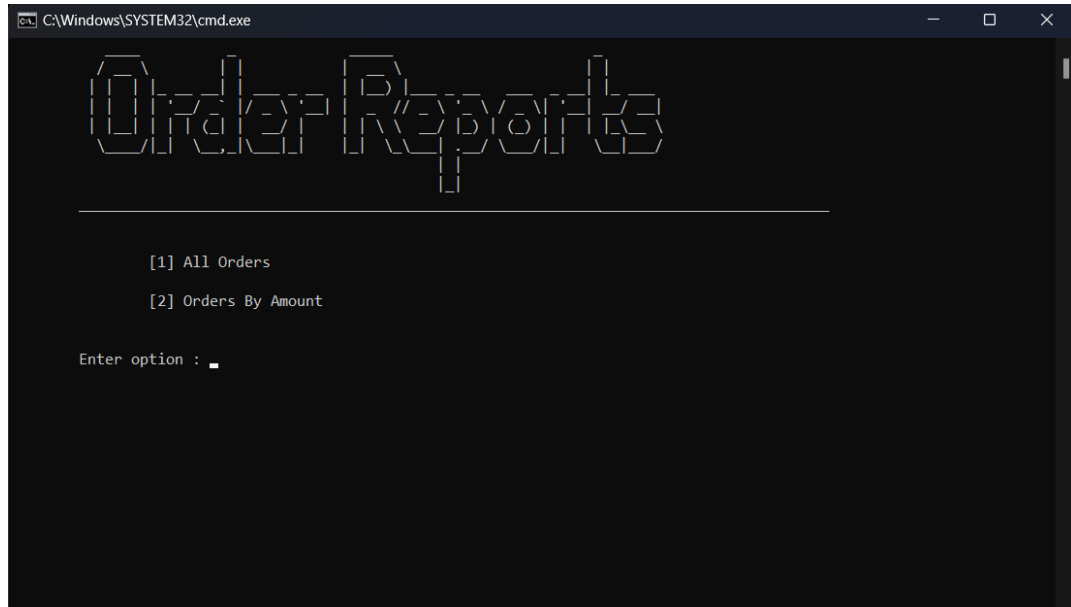 C:\Windows\SYSTEM32\cmd.exe
Order Reports
[1] All Orders
[2] Orders By Amount
Enter option :